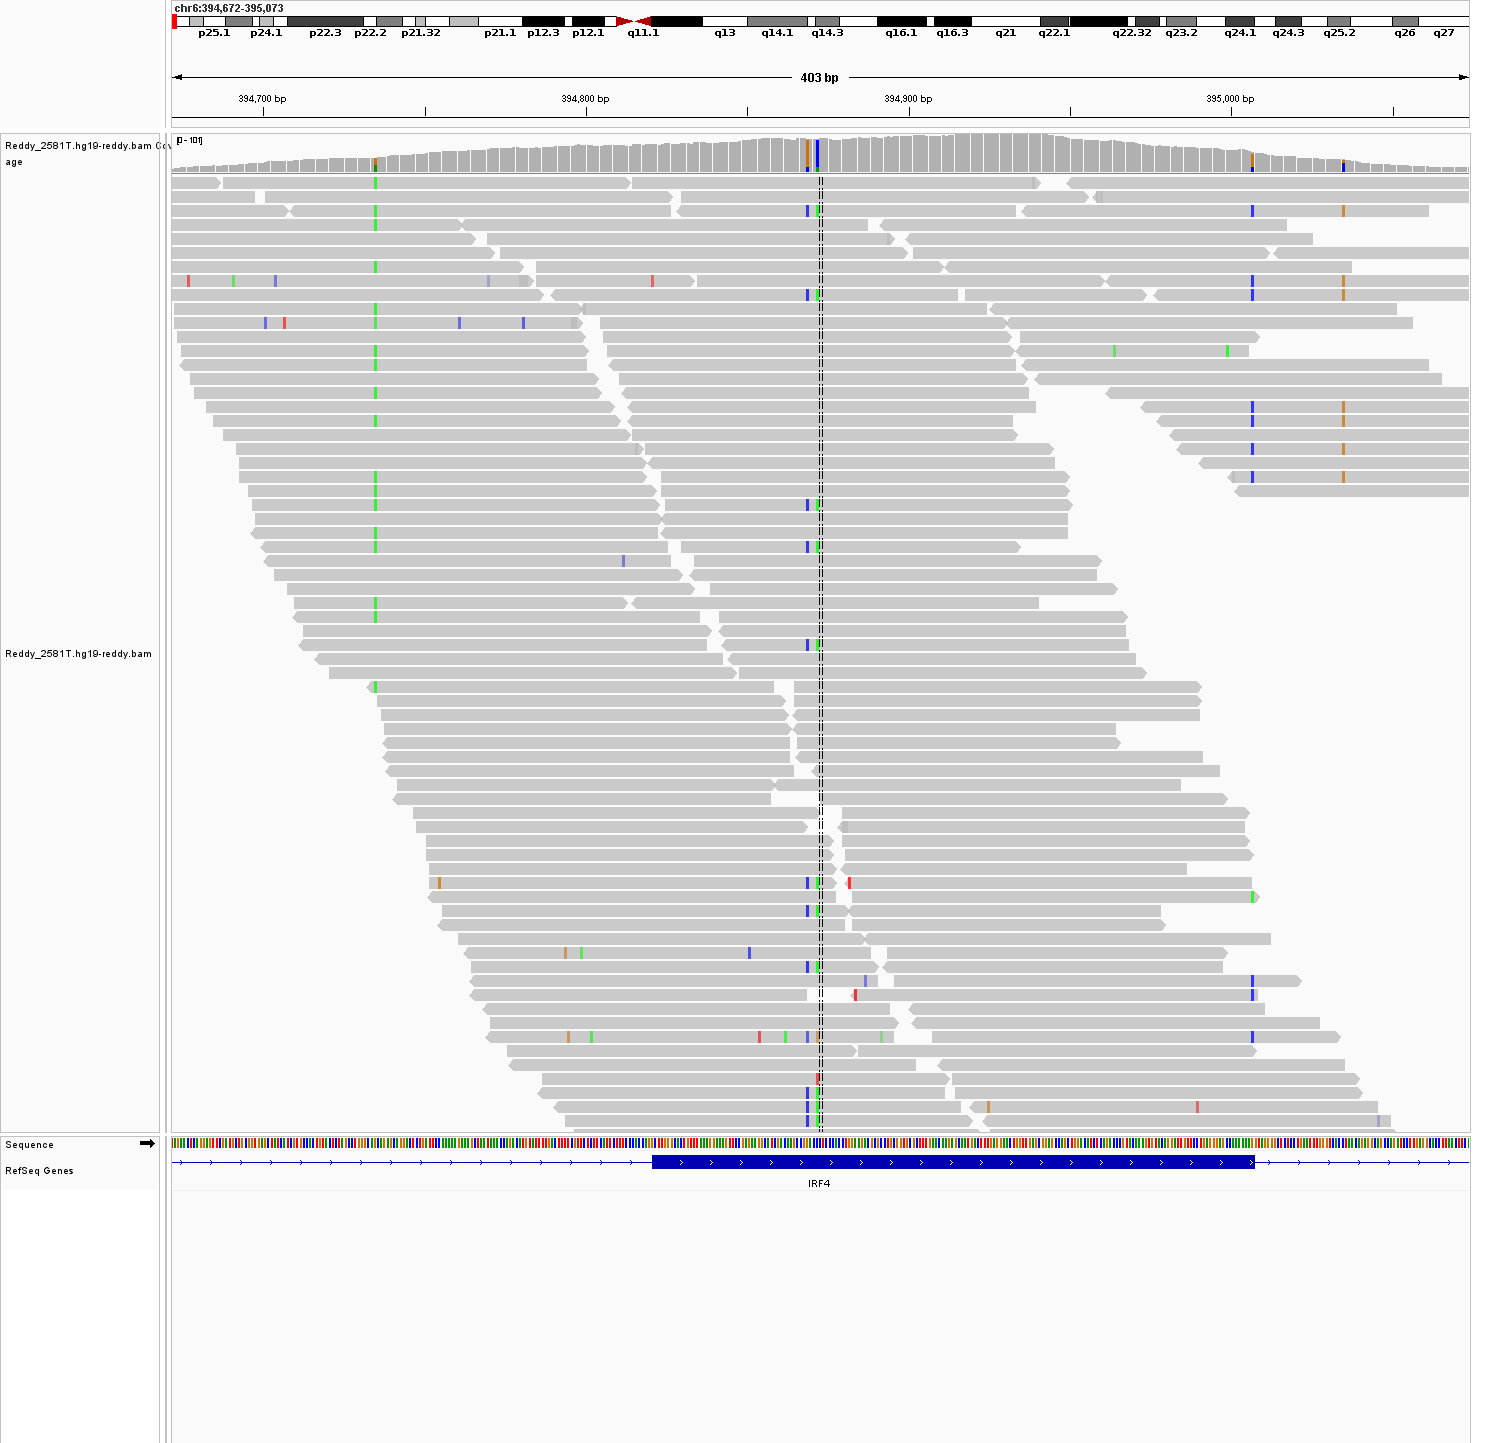 chr6:394,672-395,073
p25.1 p24.1 p22.3 p22.2 p21.32 p21.1 p12.3 p12.1 q11.1 q13 q14.1 q14.3 q16.1 q16.3 q21 q22.1 q22.32 q23.2 q24.1 q24.3 q25.2 q26 q27
403 bp
394,700 bp 394,800 bp 394,900 bp 395,000 bp
Reddy_2581T.hg19-reddy.bam Cov
age
[0 - 101]
Reddy_2581T.hg19-reddy.bam
Sequence
RefSeq Genes
IRF4